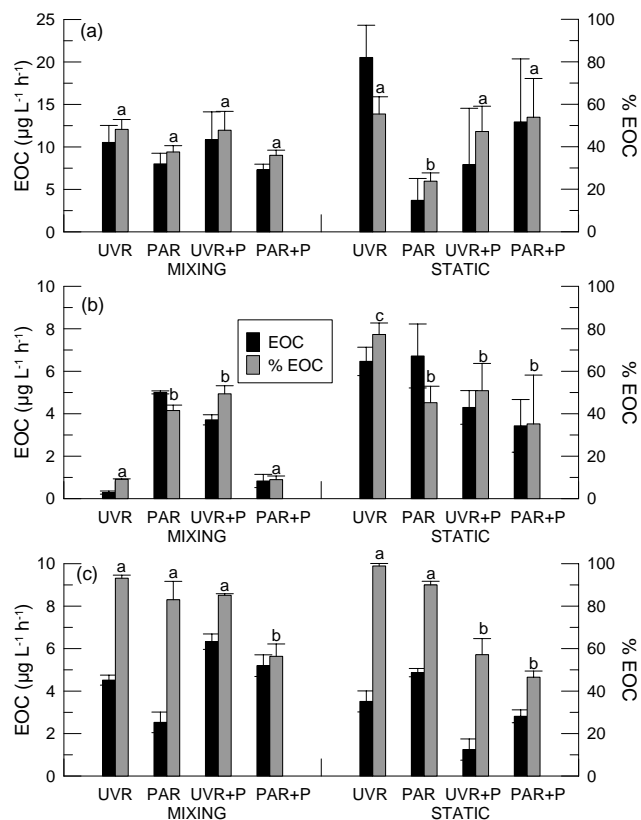 (a)
25
20
15
10
5
0
EOC (µg L-1 h-1)
100
80
60
40
20
0
% EOC
a a a a a b a a
UVR PAR UVR+P PAR+P UVR PAR UVR+P PAR+P
MIXING STATIC
(b)
10
8
6
4
2
0
EOC (µg L-1 h-1)
100
80
60
40
20
0
% EOC
EOC
% EOC
a b b a c b b b
UVR PAR UVR+P PAR+P UVR PAR UVR+P PAR+P
MIXING STATIC
(c)
10
8
6
4
2
0
EOC (µg L-1 h-1)
100
80
60
40
20
0
% EOC
a a a b a a b b
UVR PAR UVR+P PAR+P UVR PAR UVR+P PAR+P
MIXING STATIC